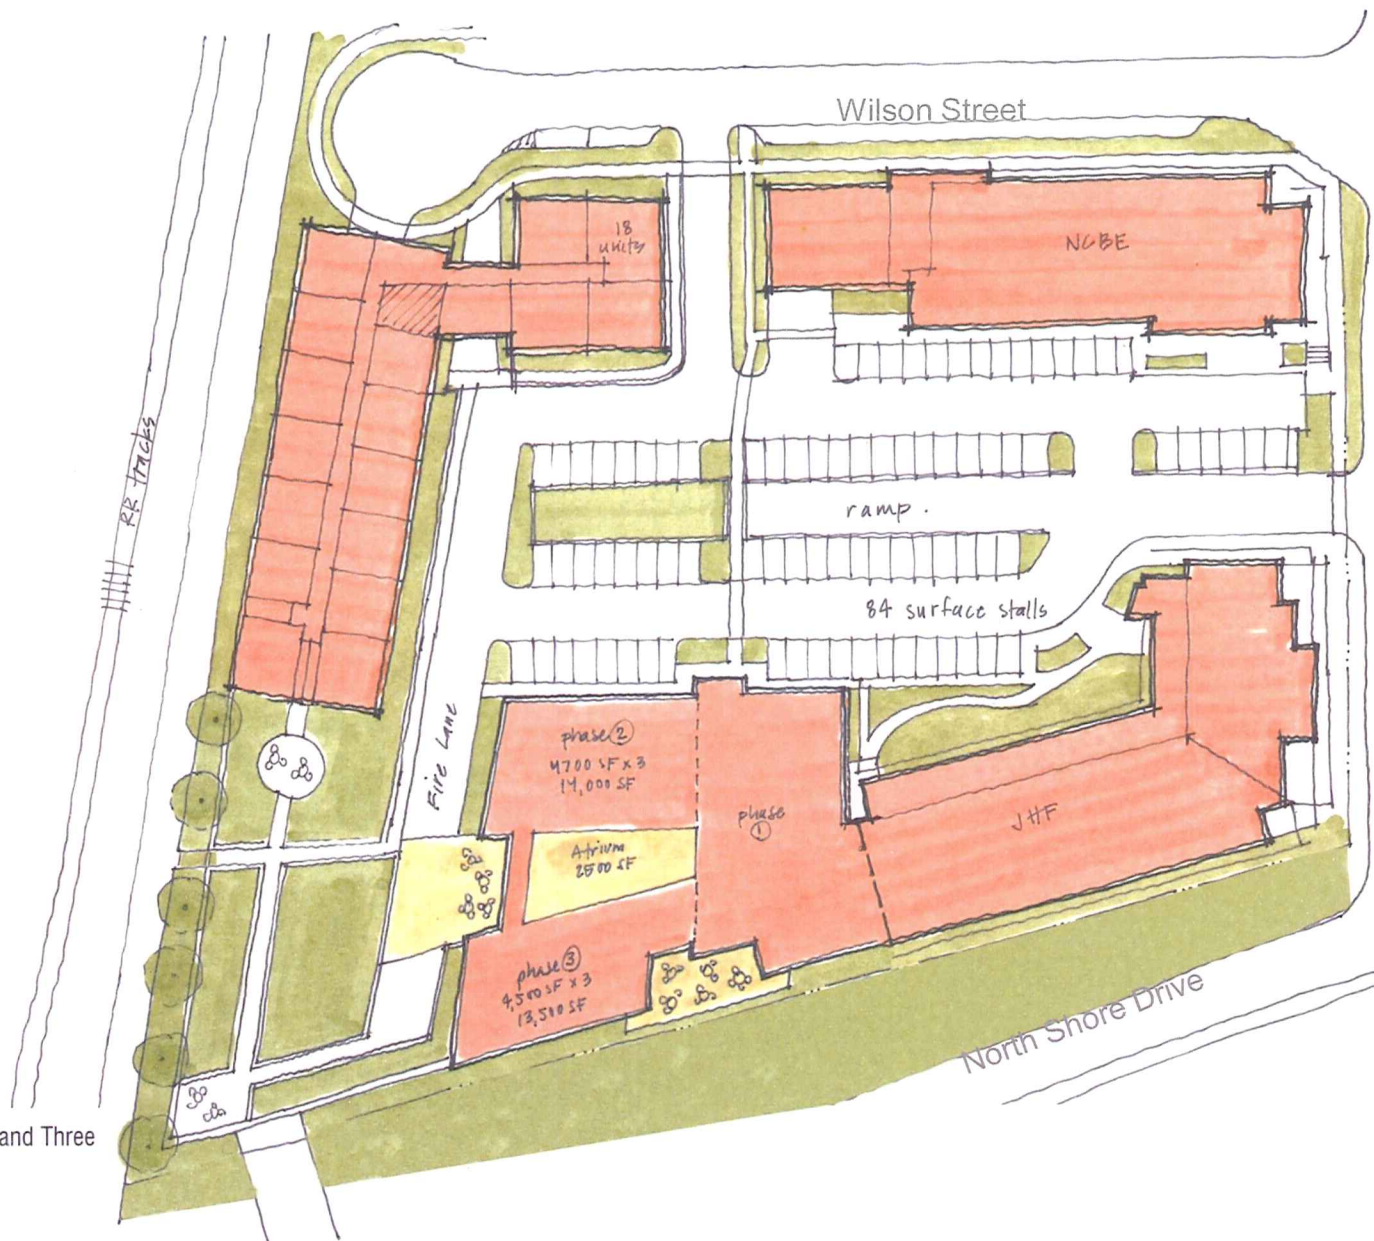 Wilson Street
18
units
NCBE
RR tracks
ramp.
84 surface stalls
Fire Lane
phase 2
4700 SF x 3
14,000 SF
phase
1
JHF
Atrium
2500 SF
phase 3
4,500 SF x 3
13,500 SF
North Shore Drive
and Three